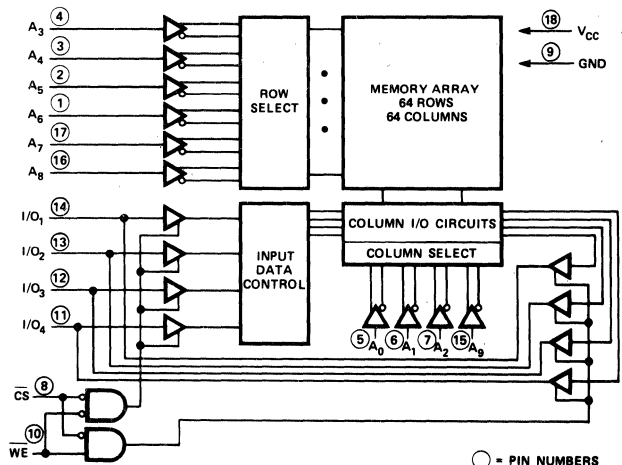 A3 4
A4 3
A5 2
A6 1
A7 17
A8 16
ROW
SELECT
MEMORY ARRAY
64 ROWS
64 COLUMNS
18 VCC
9 GND
I/O1 14
I/O2 13
I/O3 12
I/O4 11
INPUT
DATA
CONTROL
COLUMN I/O CIRCUITS
COLUMN SELECT
5 A0 6 A1 7 A2 15 A9
CS 8
WE 10
= PIN NUMBERS